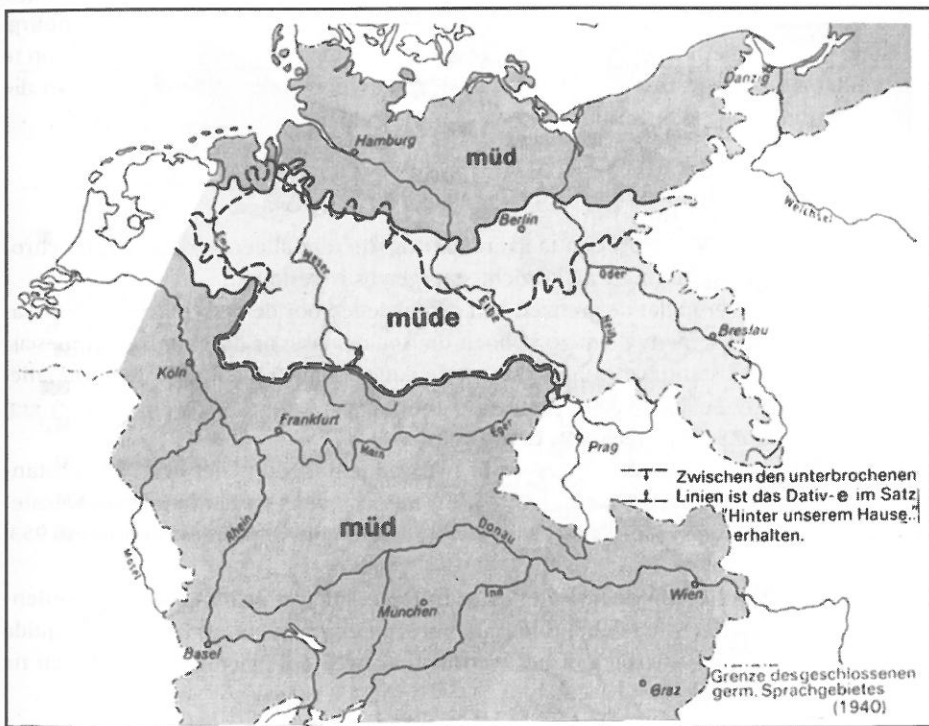 Danzig
Hamburg
müd
Weichsel
Berlin
Weser
Oder
Elbe
müde
Neiße
Breslau
Köln
Frankfurt
Main
Eger
Prag
Zwischen den unterbrochenen
Linien ist das Dativ-e im Satz
"Hinter unserem Hause.."
erhalten.
müd
Rhein
Mosel
Donau
Inn
München
Wien
Basel
Graz
Grenze des geschlossenen
germ. Sprachgebietes
(1940)